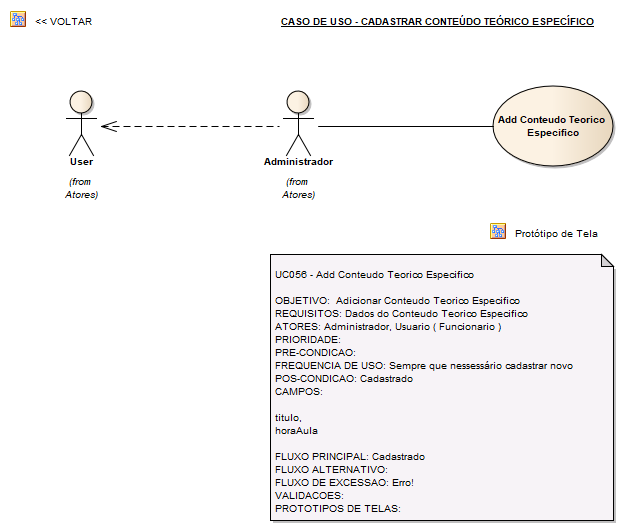 << VOLTAR
CASO DE USO - CADASTRAR CONTEÚDO TEÓRICO ESPECÍFICO
Add Conteudo Teorico
Especifico
User
Administrador
(from
Atores)
(from
Atores)
Protótipo de Tela
UC056 - Add Conteudo Teorico Especifico
OBJETIVO:  Adicionar Conteudo Teorico Especifico
REQUISITOS: Dados do Conteudo Teorico Especifico
ATORES: Administrador, Usuario ( Funcionario )
PRIORIDADE:
PRE-CONDICAO:
FREQUENCIA DE USO: Sempre que nessessário cadastrar novo
POS-CONDICAO: Cadastrado
CAMPOS:
titulo,
horaAula
FLUXO PRINCIPAL: Cadastrado
FLUXO ALTERNATIVO:
FLUXO DE EXCESSAO: Erro!
VALIDACOES:
PROTOTIPOS DE TELAS: